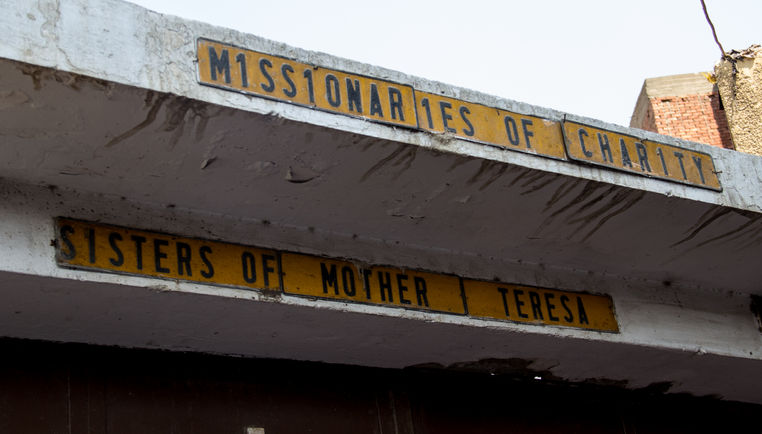 M1SS1ONAR1ES OF CHAR1TY
SISTERS OF MOTHER TERESA